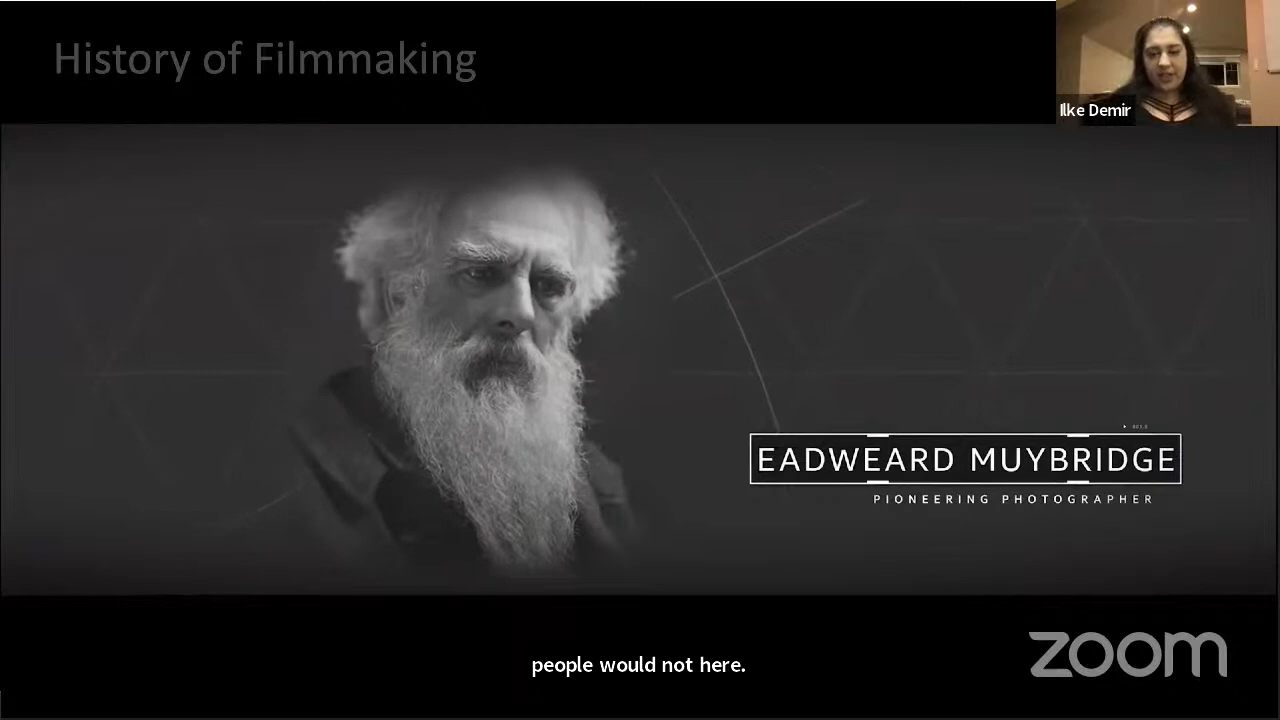 History of Filmmaking
Ilke Demir
EADWEARD MUYBRIDGE
PIONEERING PHOTOGRAPHER
people would not here.
zoom